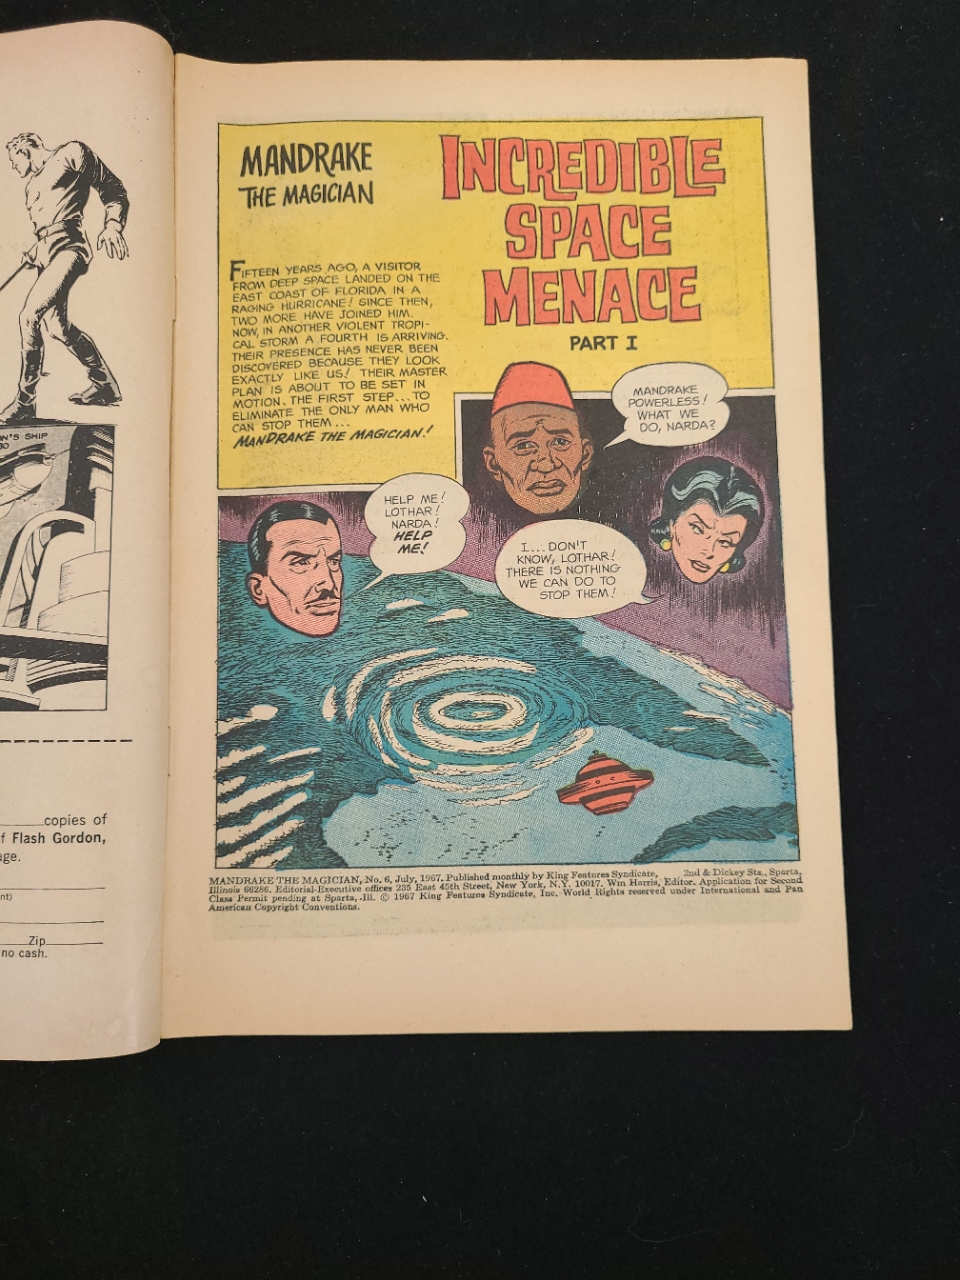 MANDRAKE
THE MAGICIAN
INCREDIBLE
SPACE
MENACE
PART I
FIFTEEN YEARS AGO, A VISITOR
FROM DEEP SPACE LANDED ON THE
EAST COAST OF FLORIDA IN A
RAGING HURRICANE! SINCE THEN,
TWO MORE HAVE JOINED HIM.
NOW, IN ANOTHER VIOLENT TROPI-
CAL STORM A FOURTH IS ARRIVING.
THEIR PRESENCE HAS NEVER BEEN
DISCOVERED BECAUSE THEY LOOK
EXACTLY LIKE US! THEIR MASTER
PLAN IS ABOUT TO BE SET IN
MOTION. THE FIRST STEP...TO
ELIMINATE THE ONLY MAN WHO
CAN STOP THEM...
MANDRAKE THE MAGICIAN!
MANDRAKE
POWERLESS!
WHAT WE
DO, NARDA?
HELP ME!
LOTHAR!
NARDA!
HELP
ME!
I...DON'T
KNOW, LOTHAR!
THERE IS NOTHING
WE CAN DO TO
STOP THEM!
MANDRAKE THE MAGICIAN, No. 6, July, 1967. Published monthly by King Features Syndicate, 2nd & Dickey Sts., Sparta,
Illinois 66286. Editorial-Executive offices 235 East 45th Street, New York, N.Y. 10017. Wm Harris, Editor. Application for Second
Class Permit pending at Sparta, Ill. © 1967 King Features Syndicate, Inc. World Rights reserved under International and Pan
American Copyright Conventions.
N'S SHIP
copies of
f Flash Gordon,
age.
nt)
Zip
no cash.